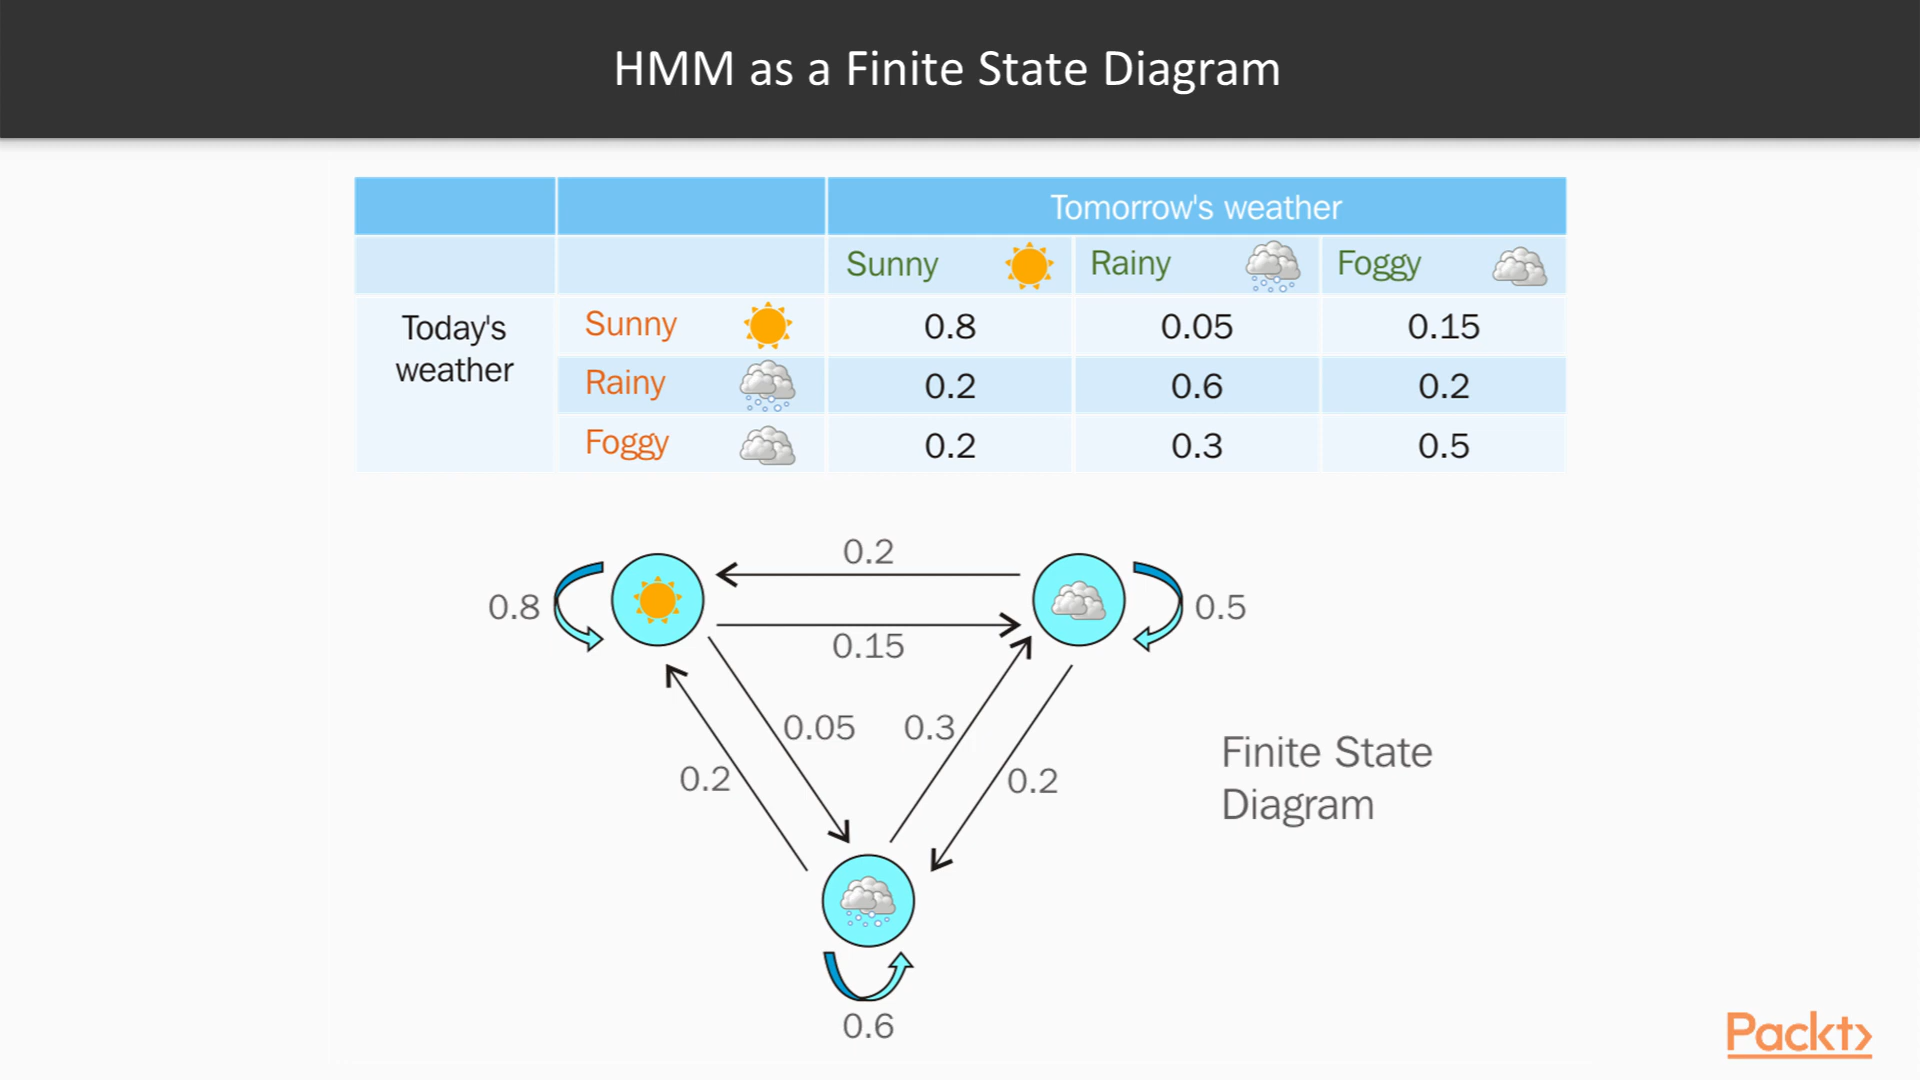 HMM as a Finite State Diagram
Tomorrow's weather
Sunny Rainy Foggy
Today's weather
Sunny 0.8 0.05 0.15
Rainy 0.2 0.6 0.2
Foggy 0.2 0.3 0.5
0.2
0.8
0.5
0.15
0.05 0.3
0.2 0.2
Finite State
Diagram
0.6
Packt>